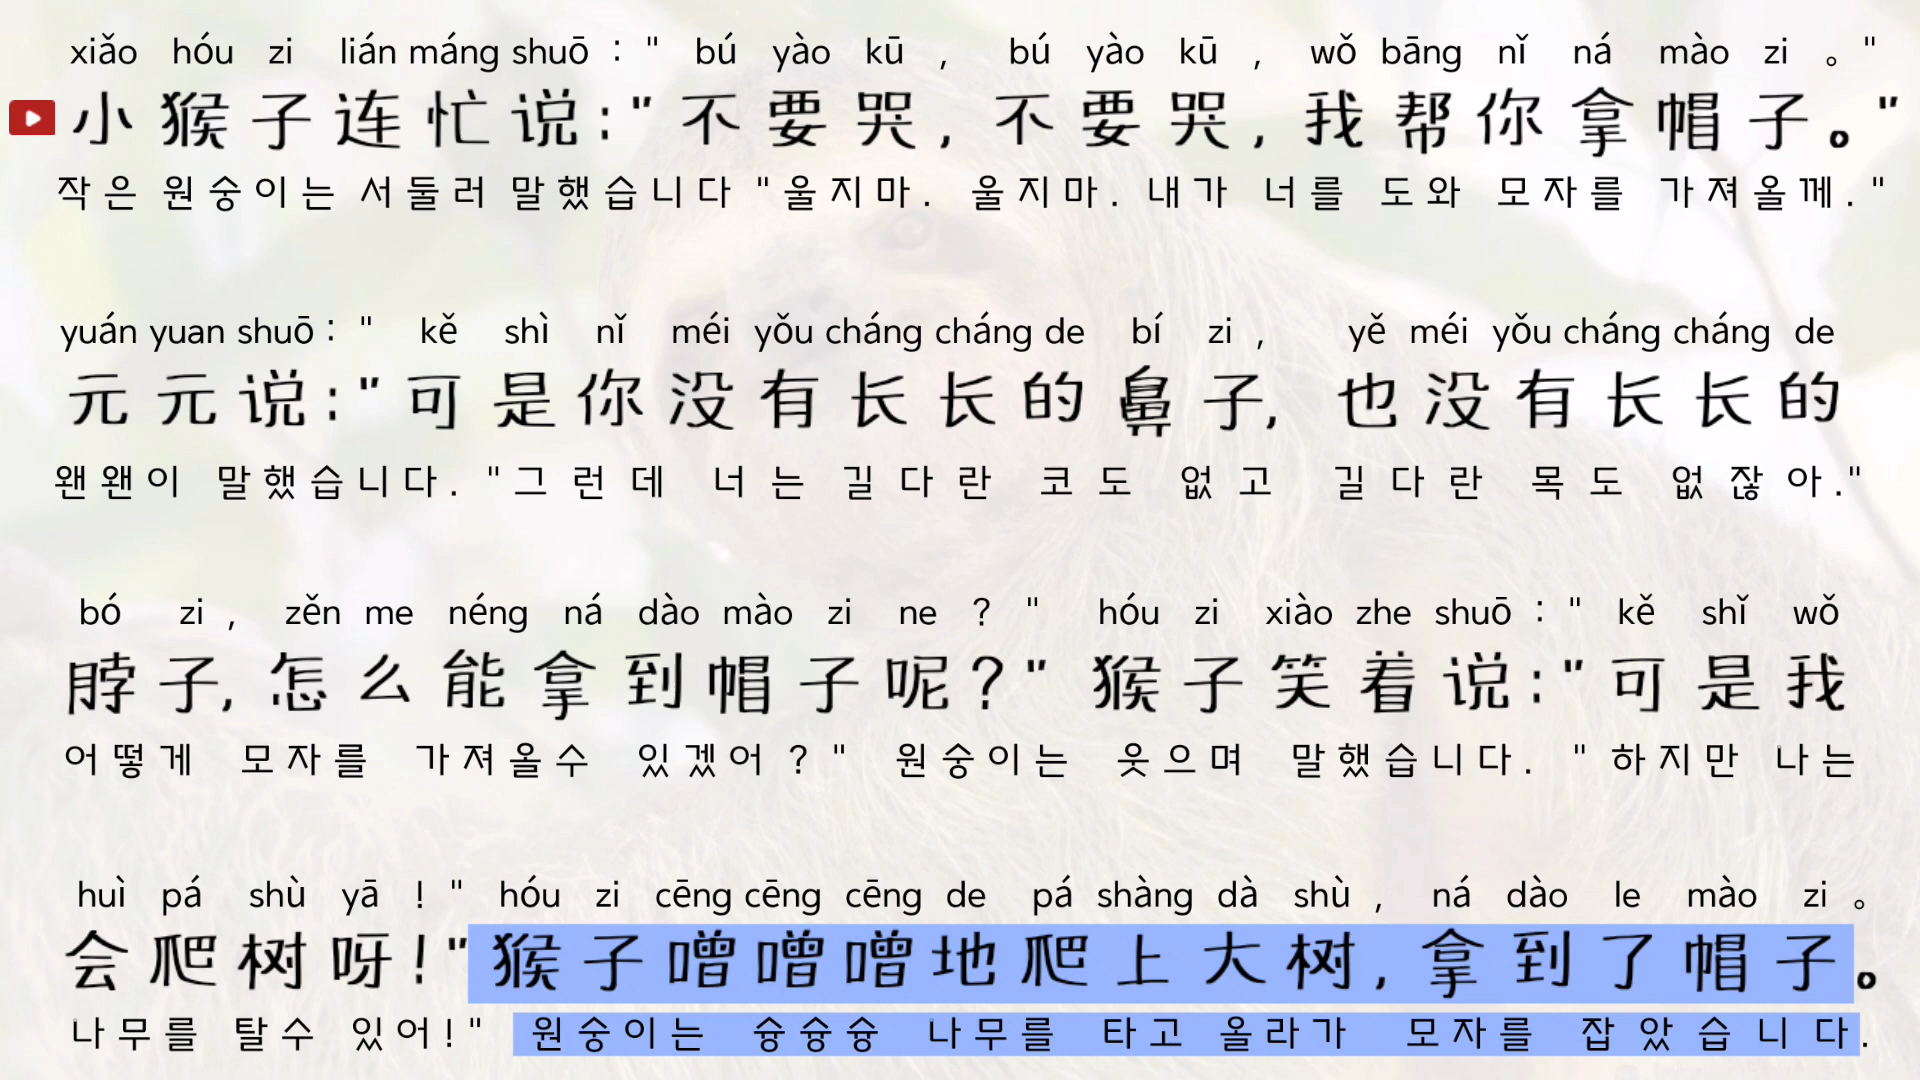 xiǎo hóu zi lián máng shuō : " bú yào kū , bú yào kū , wǒ bāng nǐ ná mào zi 。"
小猴子连忙说:"不要哭,不要哭,我帮你拿帽子。"
작은 원숭이는 서둘러 말했습니다 "울지마. 울지마. 내가 너를 도와 모자를 가져올께."
yuán yuan shuō : " kě shì nǐ méi yǒu cháng cháng de bí zi , yě méi yǒu cháng cháng de
元元说:"可是你没有长长的鼻子,也没有长长的
왠왠이 말했습니다. "그런데 너는 길다란 코도 없고 길다란 목도 없잖아."
bó zi , zěn me néng ná dào mào zi ne ? " hóu zi xiào zhe shuō : " kě shǐ wǒ
脖子,怎么能拿到帽子呢?" 猴子笑着说:"可是我
어떻게 모자를 가져올수 있겠어 ? " 원숭이는 웃으며 말했습니다. "하지만 나는
huì pá shù yā ! " hóu zi cēng cēng cēng de pá shàng dà shù , ná dào le mào zi 。
会爬树呀!"猴子噌噌噌地爬上大树,拿到了帽子。
나무를 탈수 있어!" 원숭이는 슝슝슝 나무를 타고 올라가 모자를 잡았습니다.